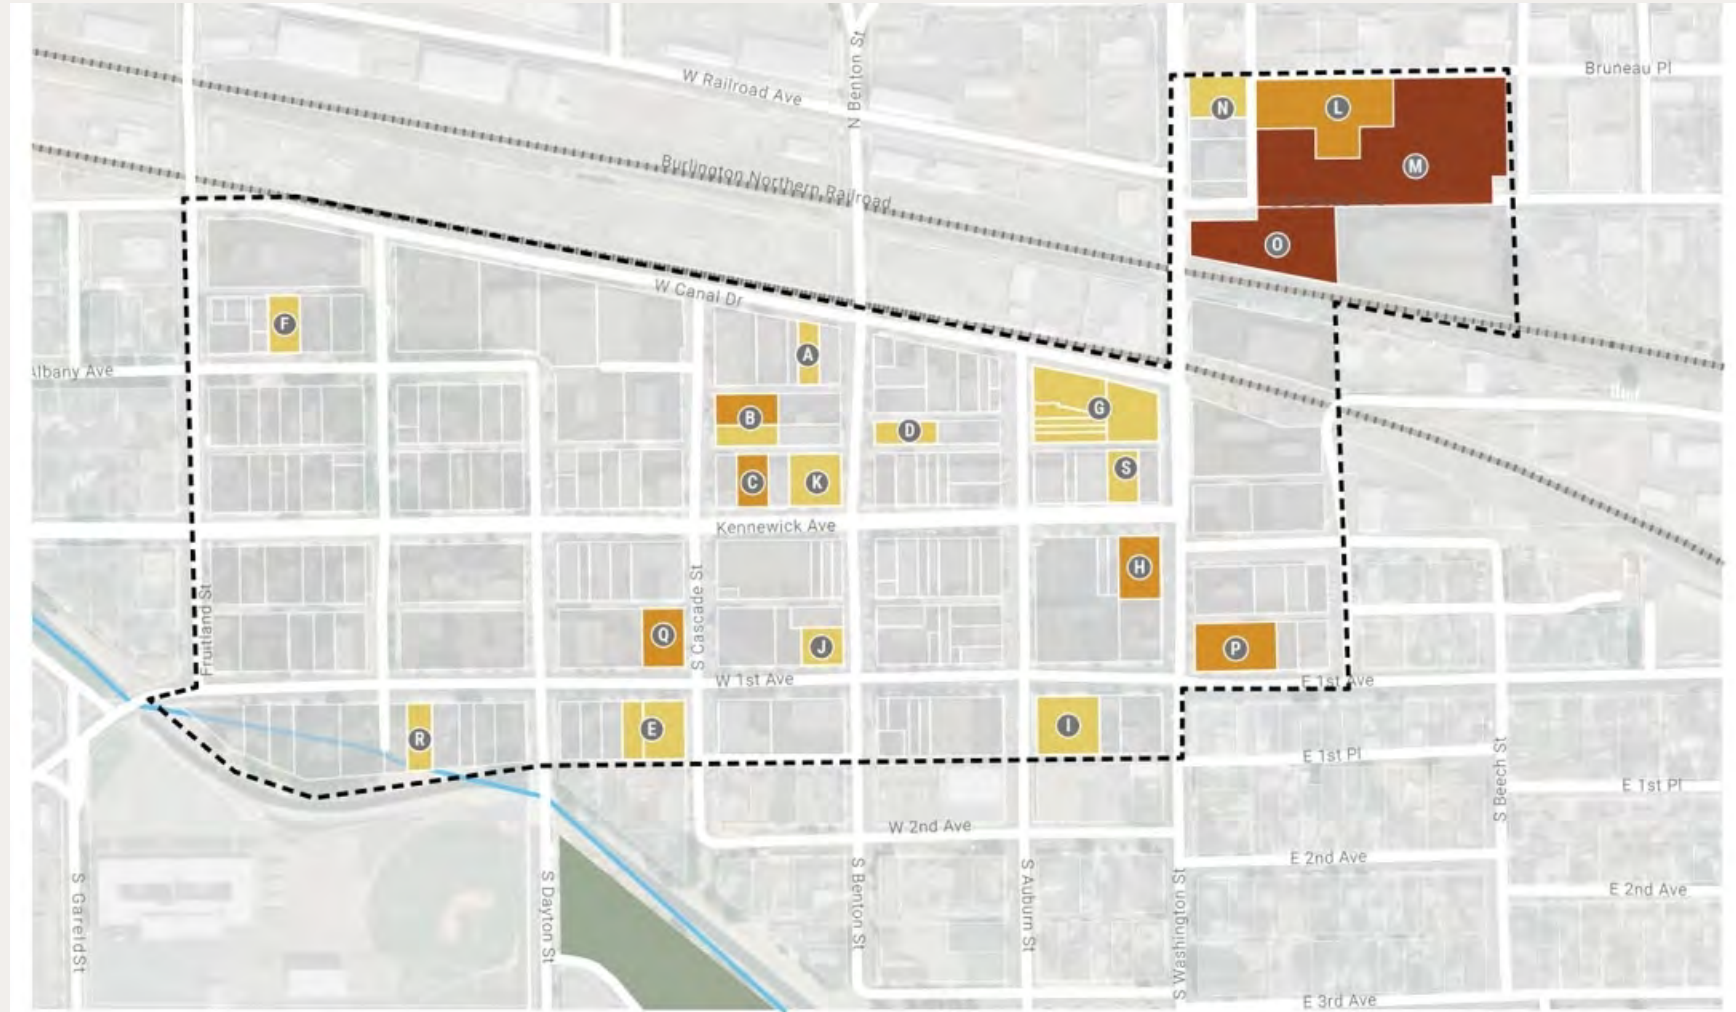 N Benton St
W Railroad Ave
Bruneau Pl
N
L
M
Burlington Northern Railroad
O
W Canal Dr
F
A
Albany Ave
G
B
D
S
C
K
Kennewick Ave
H
Fruitland St
S Cascade St
Q
J
P
W 1st Ave
E 1st Ave
R
E
I
E 1st Pl
S Beech St
E 1st Pl
W 2nd Ave
E 2nd Ave
E 2nd Ave
S Gareld St
S Dayton St
S Benton St
S Auburn St
S Washington St
E 3rd Ave